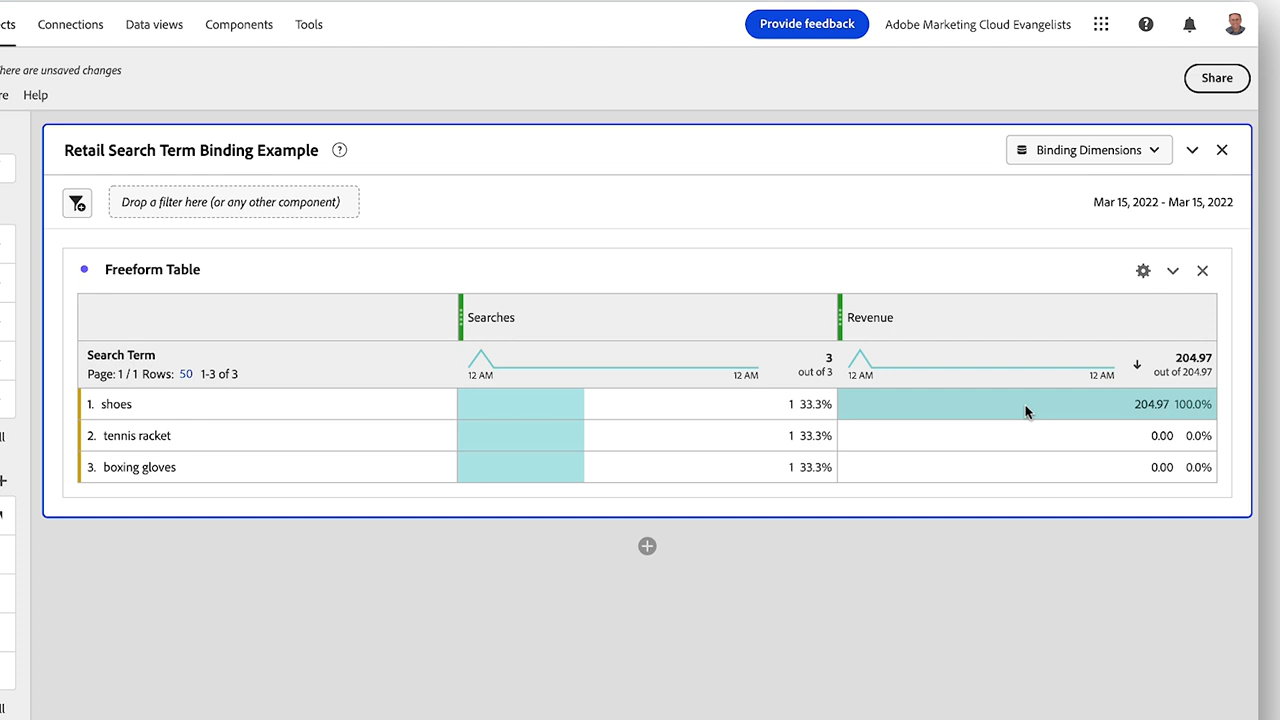 cts Connections Data views Components Tools Provide feedback Adobe Marketing Cloud Evangelists
here are unsaved changes
Share
re Help
Retail Search Term Binding Example ? Binding Dimensions
Drop a filter here (or any other component) Mar 15, 2022 - Mar 15, 2022
Freeform Table
Searches Revenue
Search Term 3 204.97
Page: 1 / 1 Rows: 50 1-3 of 3 out of 3 out of 204.97
12 AM 12 AM 12 AM 12 AM
1. shoes 1 33.3% 204.97 100.0%
2. tennis racket 1 33.3% 0.00 0.0%
3. boxing gloves 1 33.3% 0.00 0.0%